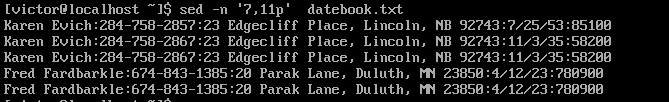 [victor@localhost ~]$ sed -n '7,11p'  datebook.txt
Karen Evich:284-758-2857:23 Edgecliff Place, Lincoln, NB 92743:7/25/53:85100
Karen Evich:284-758-2867:23 Edgecliff Place, Lincoln, NB 92743:11/3/35:58200
Karen Evich:284-758-2867:23 Edgecliff Place, Lincoln, NB 92743:11/3/35:58200
Fred Fardbarkle:674-843-1385:20 Parak Lane, Duluth, MN 23850:4/12/23:780900
Fred Fardbarkle:674-843-1385:20 Parak Lane, Duluth, MN 23850:4/12/23:780900